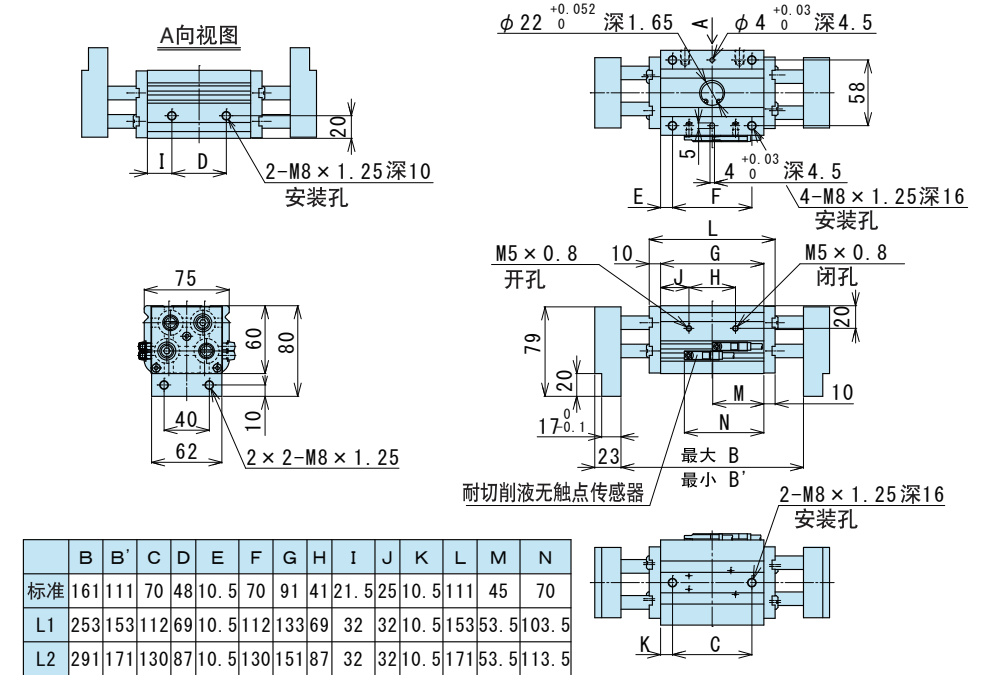 A向视图
20
I D
2-M8×1.25深10
安装孔
φ22 +0.052 0 深1.65
A
φ4 +0.03 0 深4.5
58
5
4 +0.03 0 深4.5
E F
4-M8×1.25深16
安装孔
75
60
80
10
40
62
2×2-M8×1.25
L
10 G
J H
M5×0.8
开孔
M5×0.8
闭孔
20
79
20
17 0 -0.1
23
M 10
N
最大 B
最小 B'
耐切削液无触点传感器
2-M8×1.25深16
安装孔
K C
B B' C D E F G H I J K L M N
标准 161 111 70 48 10.5 70 91 41 21.5 25 10.5 111 45 70
L1 253 153 112 69 10.5 112 133 69 32 32 10.5 153 53.5 103.5
L2 291 171 130 87 10.5 130 151 87 32 32 10.5 171 53.5 113.5